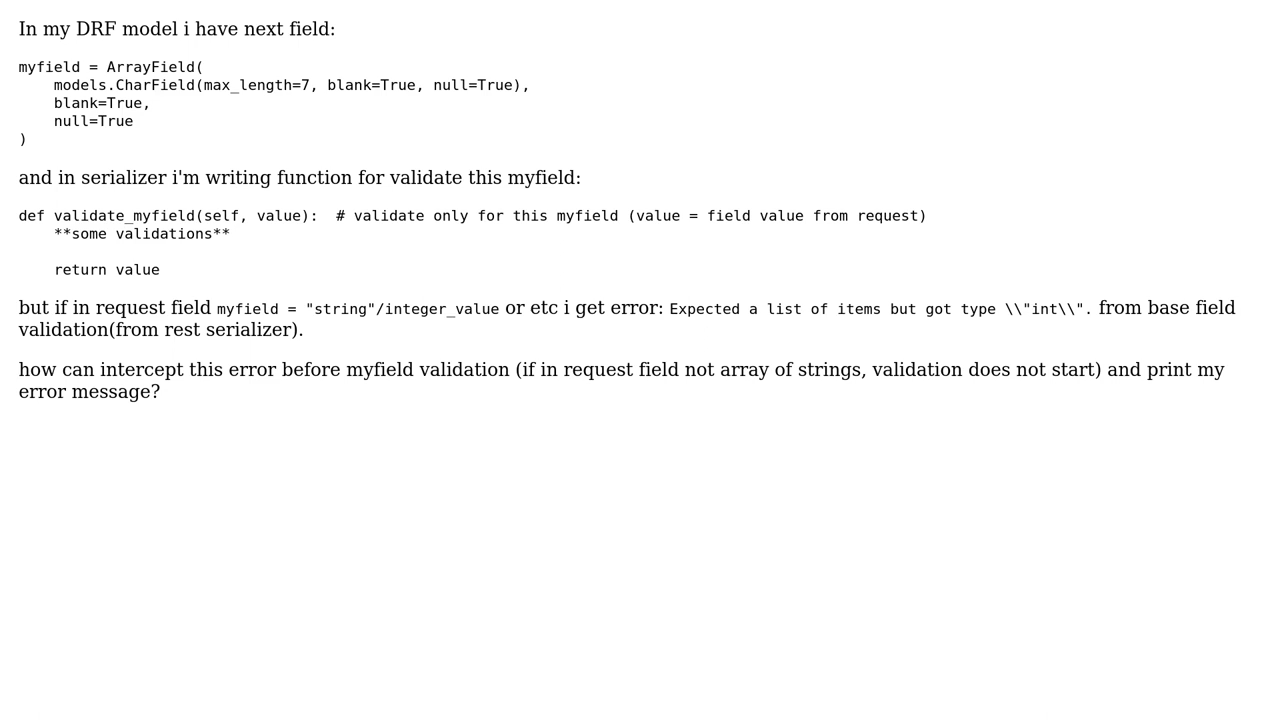 In my DRF model i have next field:
myfield = ArrayField(
    models.CharField(max_length=7, blank=True, null=True),
    blank=True,
    null=True
)
and in serializer i'm writing function for validate this myfield:
def validate_myfield(self, value):  # validate only for this myfield (value = field value from request)
    **some validations**
    return value
but if in request field myfield = "string"/integer_value or etc i get error: Expected a list of items but got type \\"int\\". from base field
validation(from rest serializer).
how can intercept this error before myfield validation (if in request field not array of strings, validation does not start) and print my
error message?